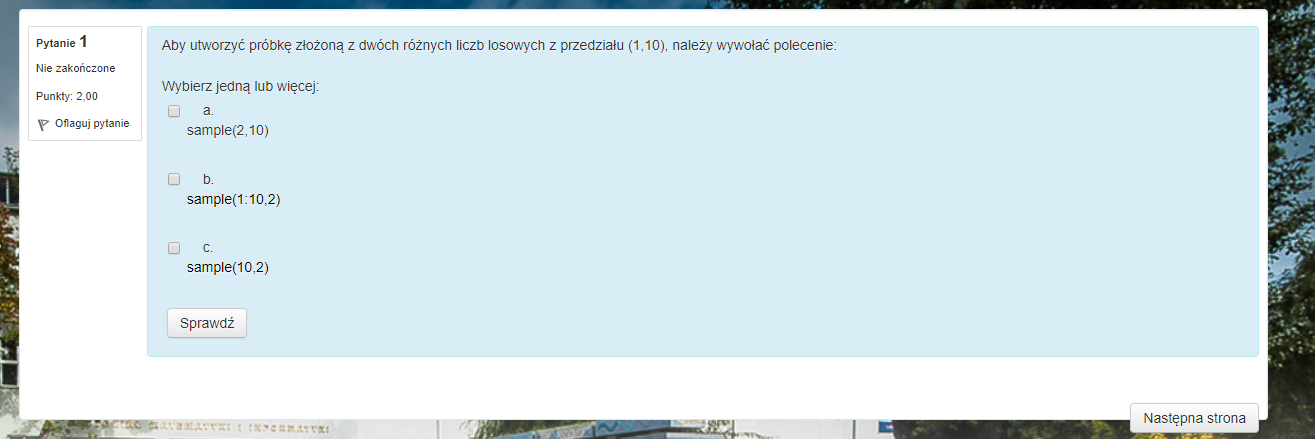 Pytanie 1
Nie zakończone
Punkty: 2,00
Oflaguj pytanie
Aby utworzyć próbkę złożoną z dwóch różnych liczb losowych z przedziału (1,10), należy wywołać polecenie:
Wybierz jedną lub więcej:
a.
sample(2,10)
b.
sample(1:10,2)
c.
sample(10,2)
Sprawdź
Następna strona
MATEMATYKI I INFORMATYKI